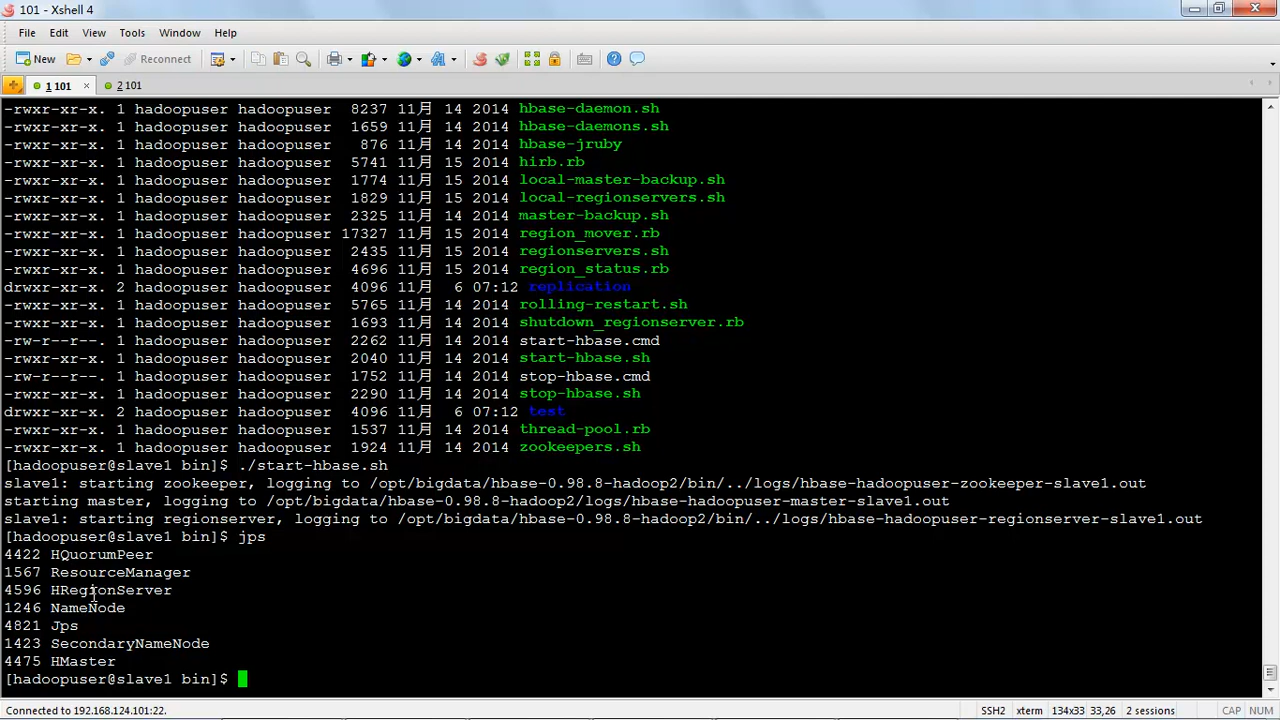 101 - Xshell 4
File Edit View Tools Window Help
New Reconnect
1 101 × 2 101
-rwxr-xr-x. 1 hadoopuser hadoopuser 8237 11月 14 2014 hbase-daemon.sh
-rwxr-xr-x. 1 hadoopuser hadoopuser 1659 11月 14 2014 hbase-daemons.sh
-rwxr-xr-x. 1 hadoopuser hadoopuser 876 11月 14 2014 hbase-jruby
-rwxr-xr-x. 1 hadoopuser hadoopuser 5741 11月 15 2014 hirb.rb
-rwxr-xr-x. 1 hadoopuser hadoopuser 1774 11月 15 2014 local-master-backup.sh
-rwxr-xr-x. 1 hadoopuser hadoopuser 1829 11月 15 2014 local-regionservers.sh
-rwxr-xr-x. 1 hadoopuser hadoopuser 2325 11月 14 2014 master-backup.sh
-rwxr-xr-x. 1 hadoopuser hadoopuser 17327 11月 15 2014 region_mover.rb
-rwxr-xr-x. 1 hadoopuser hadoopuser 2435 11月 14 2014 regionservers.sh
-rwxr-xr-x. 1 hadoopuser hadoopuser 4696 11月 15 2014 region_status.rb
drwxr-xr-x. 2 hadoopuser hadoopuser 4096 11月 6 07:12 replication
-rwxr-xr-x. 1 hadoopuser hadoopuser 5765 11月 14 2014 rolling-restart.sh
-rwxr-xr-x. 1 hadoopuser hadoopuser 1693 11月 14 2014 shutdown_regionserver.rb
-rw-r--r--. 1 hadoopuser hadoopuser 2262 11月 14 2014 start-hbase.cmd
-rwxr-xr-x. 1 hadoopuser hadoopuser 2040 11月 14 2014 start-hbase.sh
-rw-r--r--. 1 hadoopuser hadoopuser 1752 11月 14 2014 stop-hbase.cmd
-rwxr-xr-x. 1 hadoopuser hadoopuser 2290 11月 14 2014 stop-hbase.sh
drwxr-xr-x. 2 hadoopuser hadoopuser 4096 11月 6 07:12 test
-rwxr-xr-x. 1 hadoopuser hadoopuser 1537 11月 14 2014 thread-pool.rb
-rwxr-xr-x. 1 hadoopuser hadoopuser 1924 11月 14 2014 zookeepers.sh
[hadoopuser@slave1 bin]$ ./start-hbase.sh
slave1: starting zookeeper, logging to /opt/bigdata/hbase-0.98.8-hadoop2/bin/../logs/hbase-hadoopuser-zookeeper-slave1.out
starting master, logging to /opt/bigdata/hbase-0.98.8-hadoop2/logs/hbase-hadoopuser-master-slave1.out
slave1: starting regionserver, logging to /opt/bigdata/hbase-0.98.8-hadoop2/bin/../logs/hbase-hadoopuser-regionserver-slave1.out
[hadoopuser@slave1 bin]$ jps
4422 HQuorumPeer
1567 ResourceManager
4596 HRegionServer
1246 NameNode
4821 Jps
1423 SecondaryNameNode
4475 HMaster
[hadoopuser@slave1 bin]$
Connected to 192.168.124.101:22. SSH2 xterm 134x33 33,26 2 sessions CAP NUM